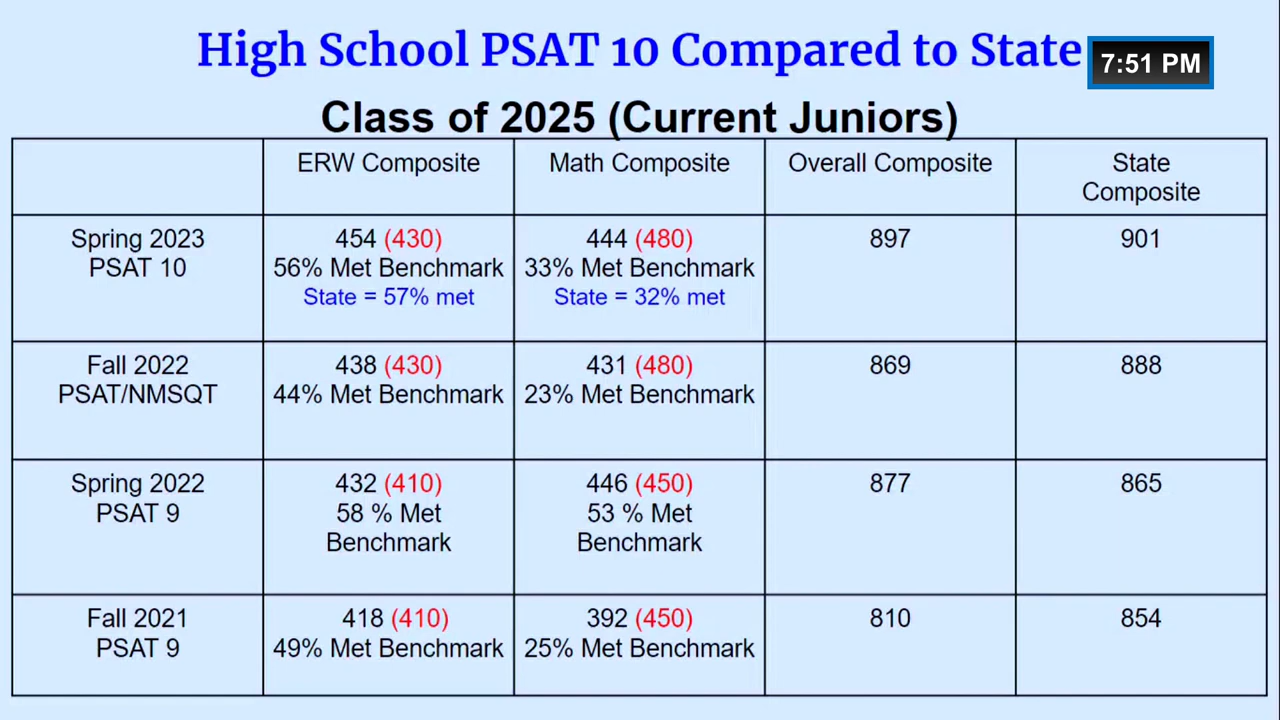 High School PSAT 10 Compared to State
7:51 PM
Class of 2025 (Current Juniors)
ERW Composite
Math Composite
Overall Composite
State
Composite
Spring 2023
PSAT 10
454 (430)
56% Met Benchmark
State = 57% met
444 (480)
33% Met Benchmark
State = 32% met
897
901
Fall 2022
PSAT/NMSQT
438 (430)
44% Met Benchmark
431 (480)
23% Met Benchmark
869
888
Spring 2022
PSAT 9
432 (410)
58 % Met
Benchmark
446 (450)
53 % Met
Benchmark
877
865
Fall 2021
PSAT 9
418 (410)
49% Met Benchmark
392 (450)
25% Met Benchmark
810
854